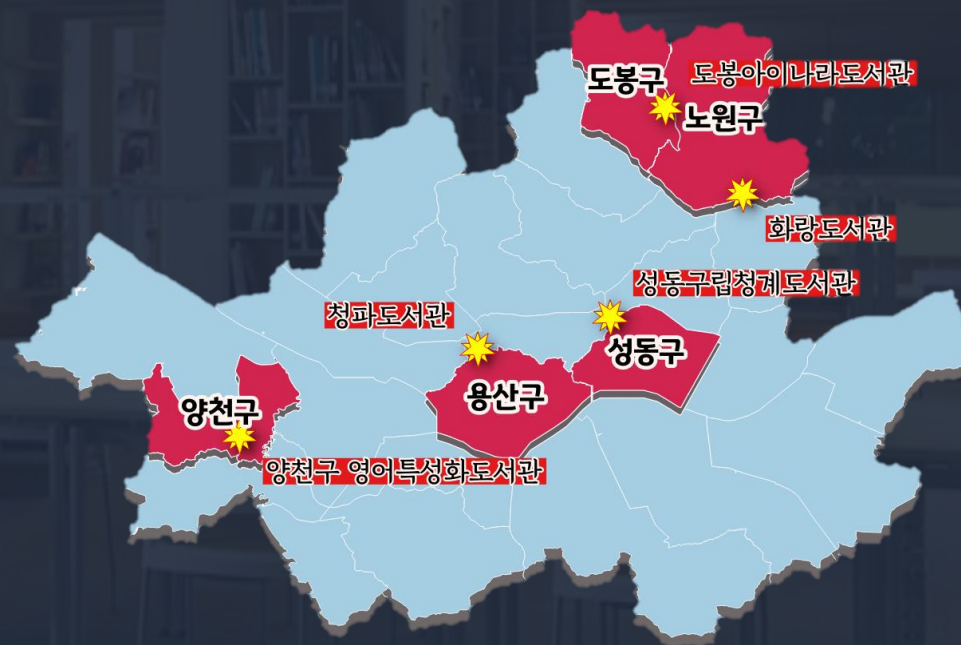 도봉구
도봉아이나라도서관
노원구
화랑도서관
성동구립청계도서관
청파도서관
성동구
용산구
양천구
양천구 영어특성화도서관